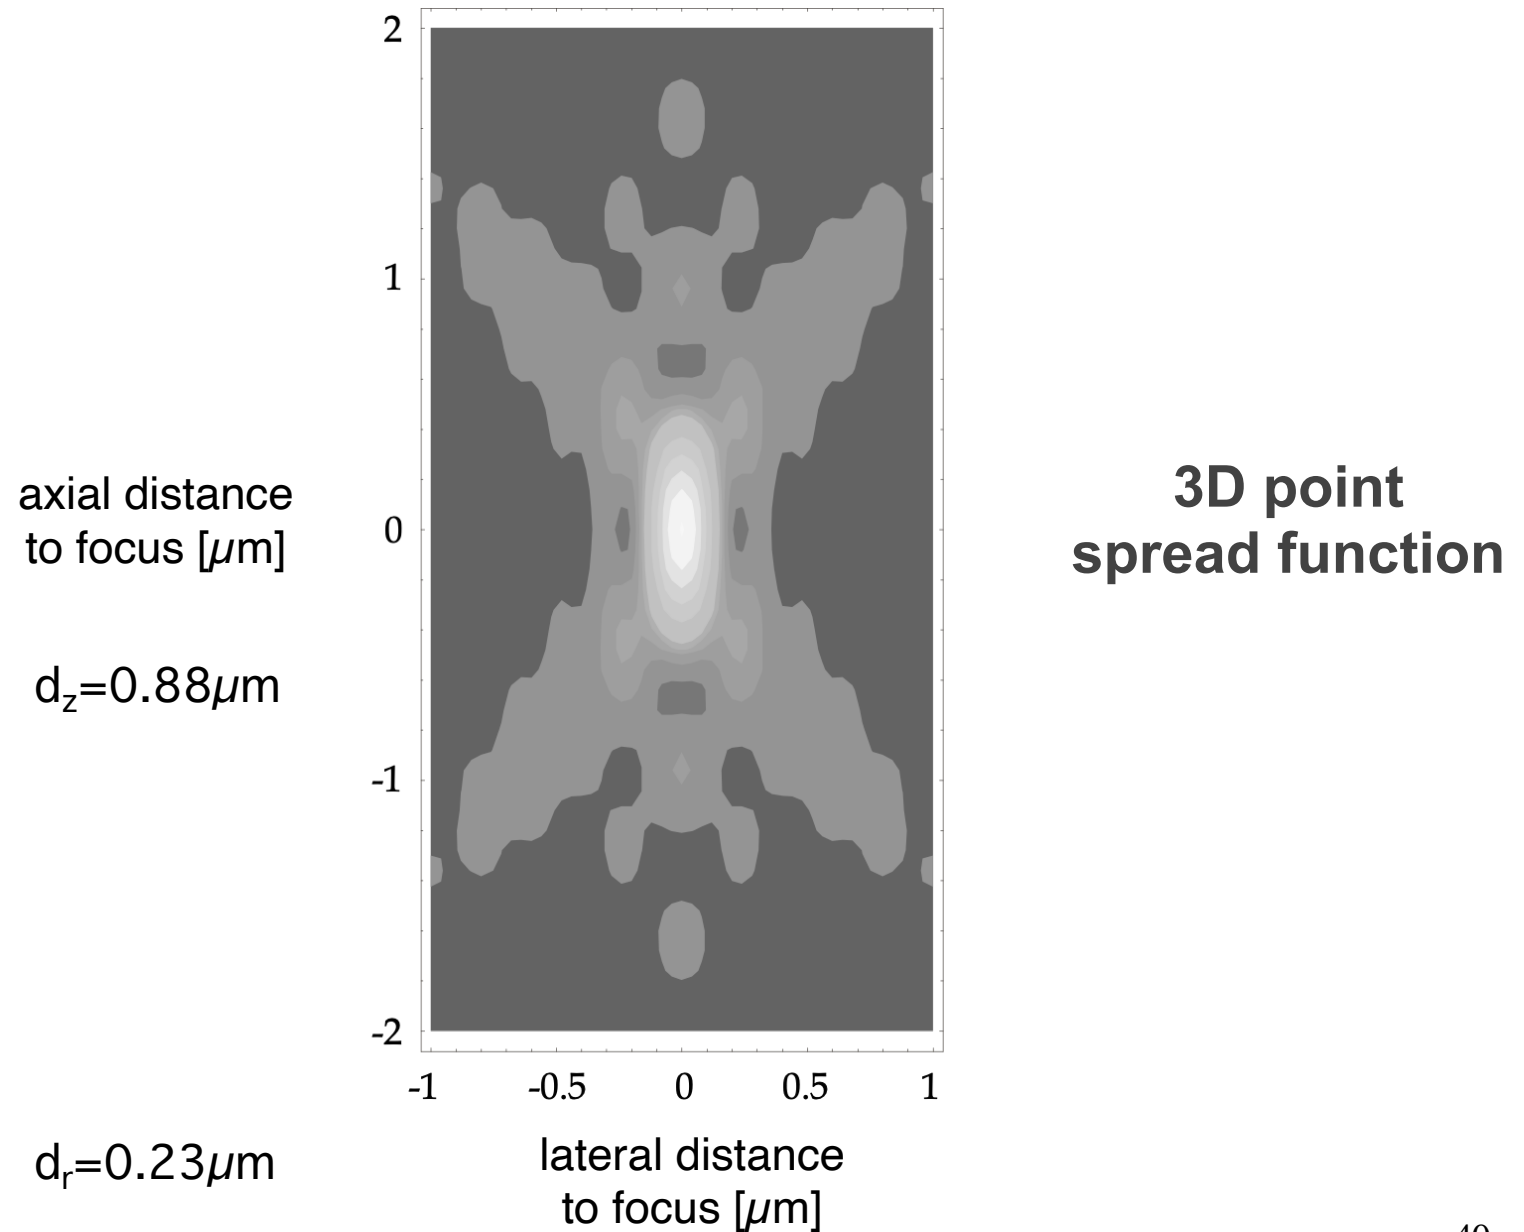 2
1
0
-1
-2
-1 -0.5 0 0.5 1
axial distance
to focus [µm]
d_z=0.88µm
d_r=0.23µm
lateral distance
to focus [µm]
3D point
spread function